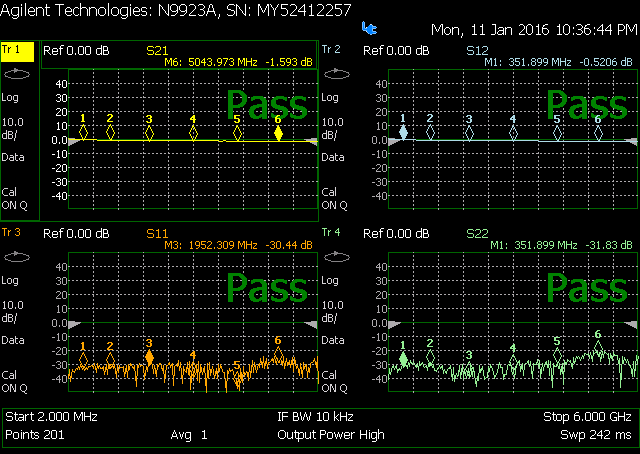 Agilent Technologies: N9923A, SN: MY52412257
Mon, 11 Jan 2016 10:36:44 PM
Tr 1
Ref 0.00 dB S21
M6: 5043.973 MHz -1.593 dB
Log
10.0
dB/
Data
Cal
ON Q
40
30
20
10
0.0
-10
-20
-30
-40
Pass
1 2 3 4 5 6
Tr 2
Ref 0.00 dB S12
M1: 351.899 MHz -0.5206 dB
Log
10.0
dB/
Data
Cal
ON Q
40
30
20
10
0.0
-10
-20
-30
-40
Pass
1 2 3 4 5 6
Tr 3
Ref 0.00 dB S11
M3: 1952.309 MHz -30.44 dB
Log
10.0
dB/
Data
Cal
ON Q
40
30
20
10
0.0
-10
-20
-30
-40
Pass
1 2 3 4 5 6
Tr 4
Ref 0.00 dB S22
M1: 351.899 MHz -31.83 dB
Log
10.0
dB/
Data
Cal
ON Q
40
30
20
10
0.0
-10
-20
-30
-40
Pass
1 2 3 4 5 6
Start 2.000 MHz IF BW 10 kHz Stop 6.000 GHz
Points 201 Avg 1 Output Power High Swp 242 ms